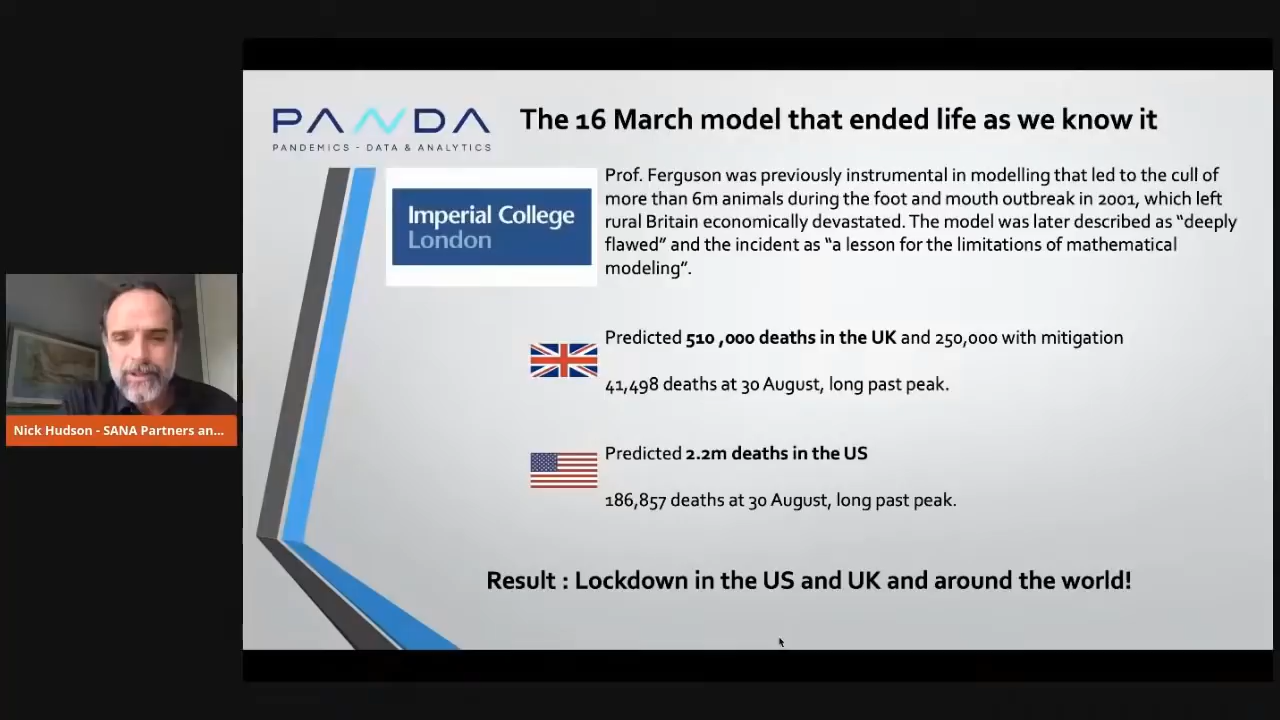 PANDA
PANDEMICS - DATA & ANALYTICS
The 16 March model that ended life as we know it
Imperial College
London
Prof. Ferguson was previously instrumental in modelling that led to the cull of
more than 6m animals during the foot and mouth outbreak in 2001, which left
rural Britain economically devastated. The model was later described as “deeply
flawed” and the incident as “a lesson for the limitations of mathematical
modeling”.
Predicted 510 ,000 deaths in the UK and 250,000 with mitigation
41,498 deaths at 30 August, long past peak.
Predicted 2.2m deaths in the US
186,857 deaths at 30 August, long past peak.
Result : Lockdown in the US and UK and around the world!
Nick Hudson - SANA Partners an...